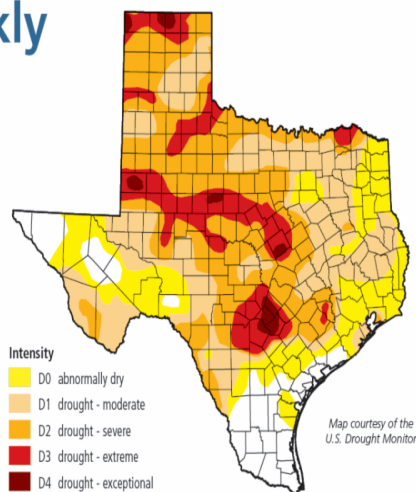 kly
Intensity
D0 abnormally dry
D1 drought - moderate
D2 drought - severe
D3 drought - extreme
D4 drought - exceptional
Map courtesy of the
U.S. Drought Monitor